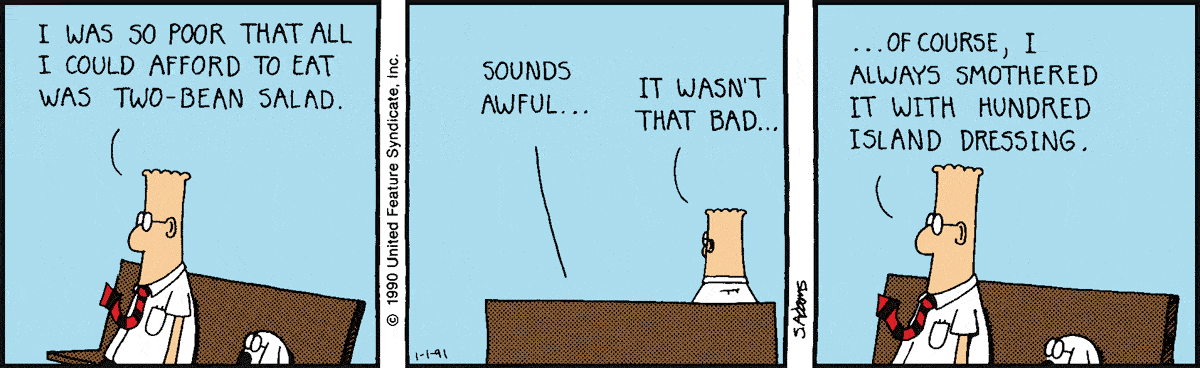 I WAS SO POOR THAT ALL
I COULD AFFORD TO EAT
WAS TWO-BEAN SALAD.
© 1990 United Feature Syndicate, Inc.
SOUNDS
AWFUL...
IT WASN'T
THAT BAD...
1-1-91
S.Adams
...OF COURSE, I
ALWAYS SMOTHERED
IT WITH HUNDRED
ISLAND DRESSING.